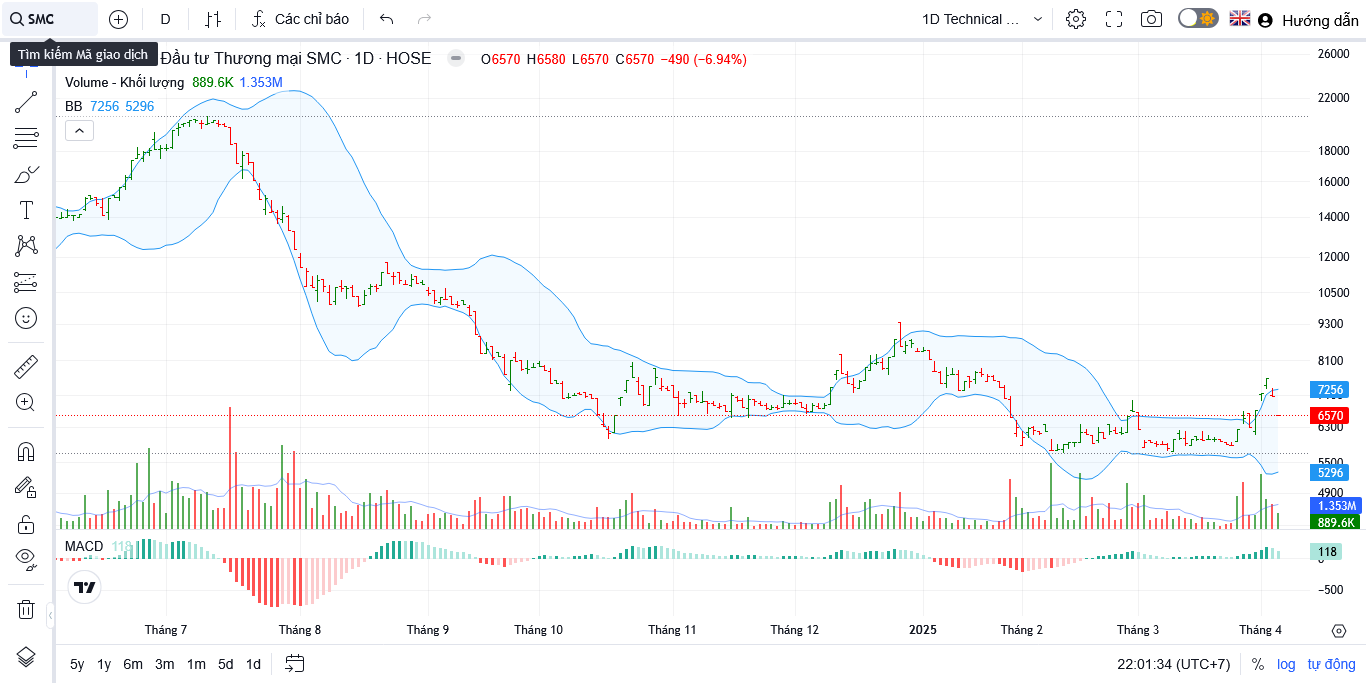 SMC
D
Các chỉ báo
1D Technical ...
Hướng dẫn
Tìm kiếm Mã giao dịch
Đầu tư Thương mại SMC · 1D · HOSE
O6570 H6580 L6570 C6570 −490 (−6.94%)
Volume - Khối lượng 889.6K 1.353M
BB 7256 5296
26000
22000
18000
16000
14000
12000
10500
9300
8100
7256
6570
6300
5500
5296
4900
1.353M
889.6K
MACD 118
118
0
−500
Tháng 7
Tháng 8
Tháng 9
Tháng 10
Tháng 11
Tháng 12
2025
Tháng 2
Tháng 3
Tháng 4
5y 1y 6m 3m 1m 5d 1d
22:01:34 (UTC+7) % log tự động